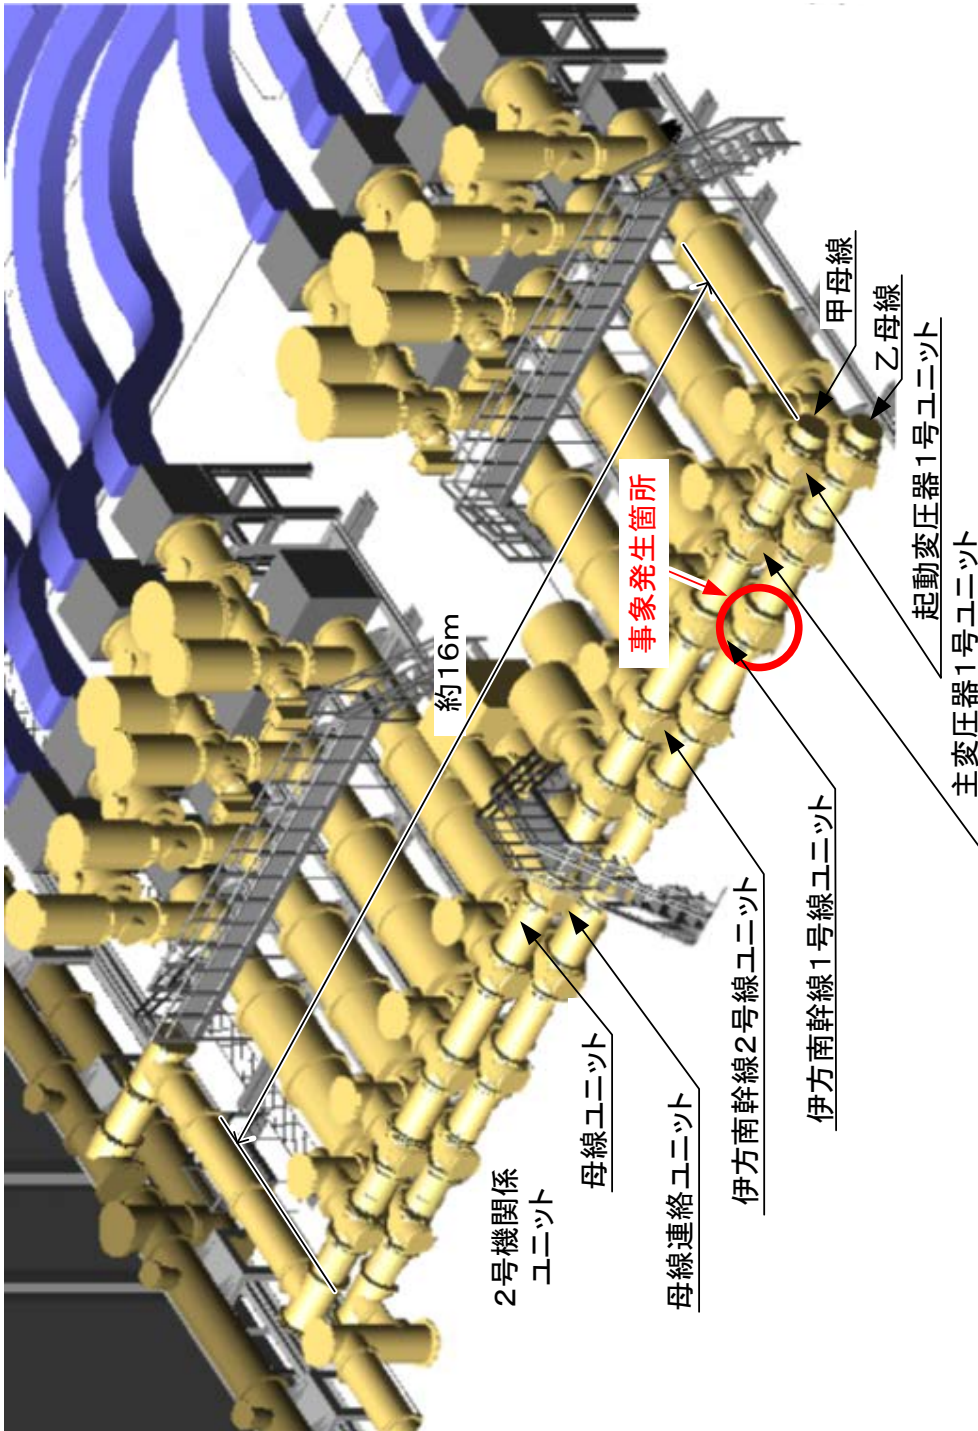 2号機関係
ユニット
母線ユニット
母線連絡ユニット
約16m
伊方南幹線2号線ユニット
伊方南幹線1号線ユニット
事象発生箇所
主変圧器1号ユニット
起動変圧器1号ユニット
乙母線
甲母線